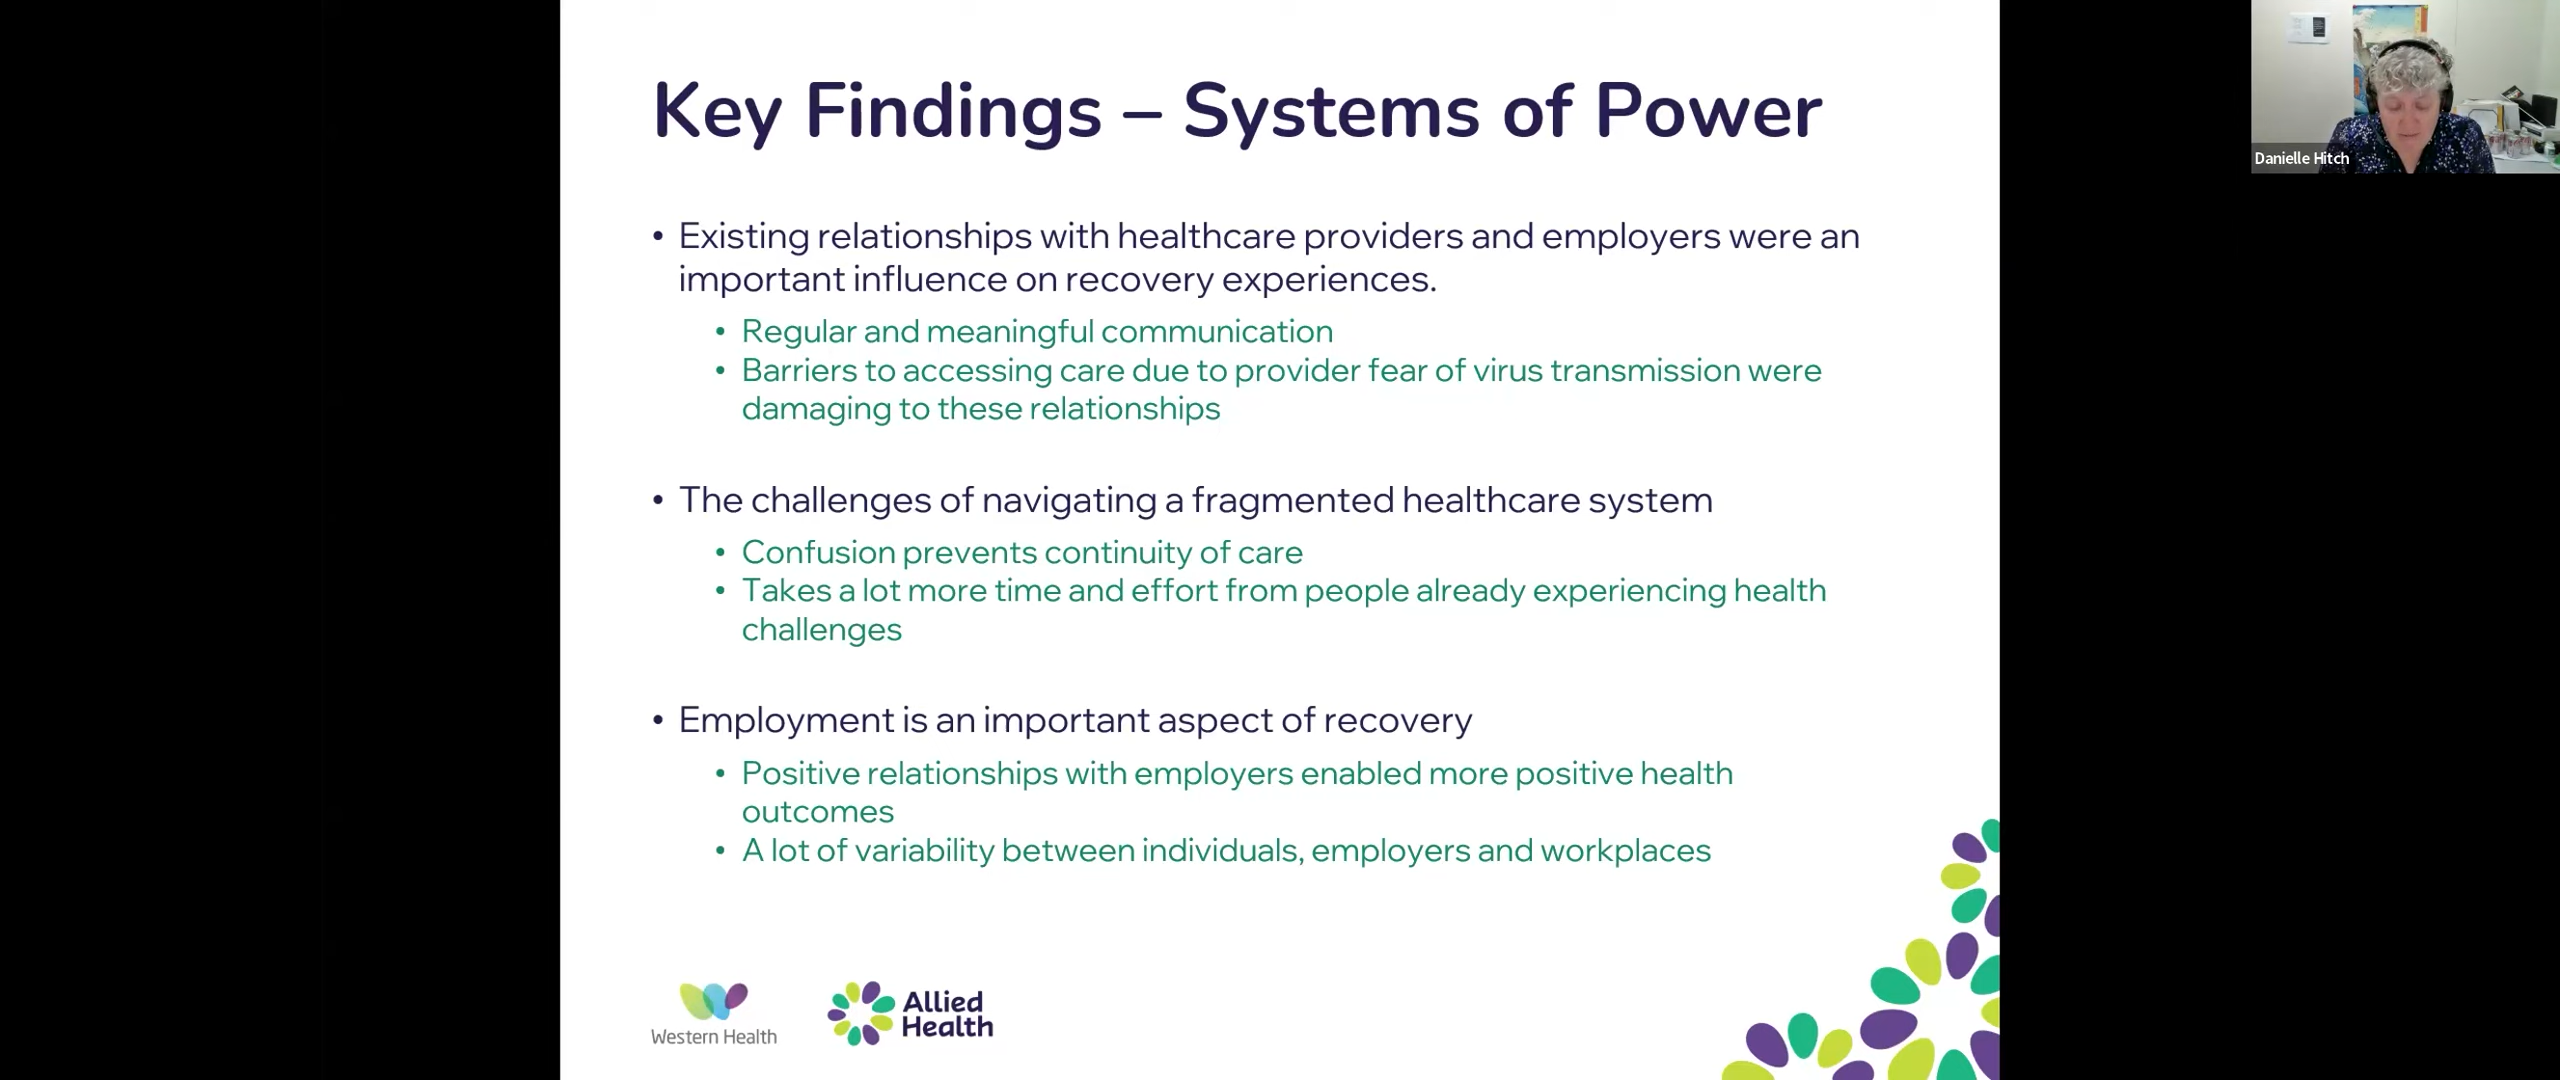 Key Findings – Systems of Power
Danielle Hitch
• Existing relationships with healthcare providers and employers were an
important influence on recovery experiences.
• Regular and meaningful communication
• Barriers to accessing care due to provider fear of virus transmission were
damaging to these relationships
• The challenges of navigating a fragmented healthcare system
• Confusion prevents continuity of care
• Takes a lot more time and effort from people already experiencing health
challenges
• Employment is an important aspect of recovery
• Positive relationships with employers enabled more positive health
outcomes
• A lot of variability between individuals, employers and workplaces
Western Health
Allied
Health